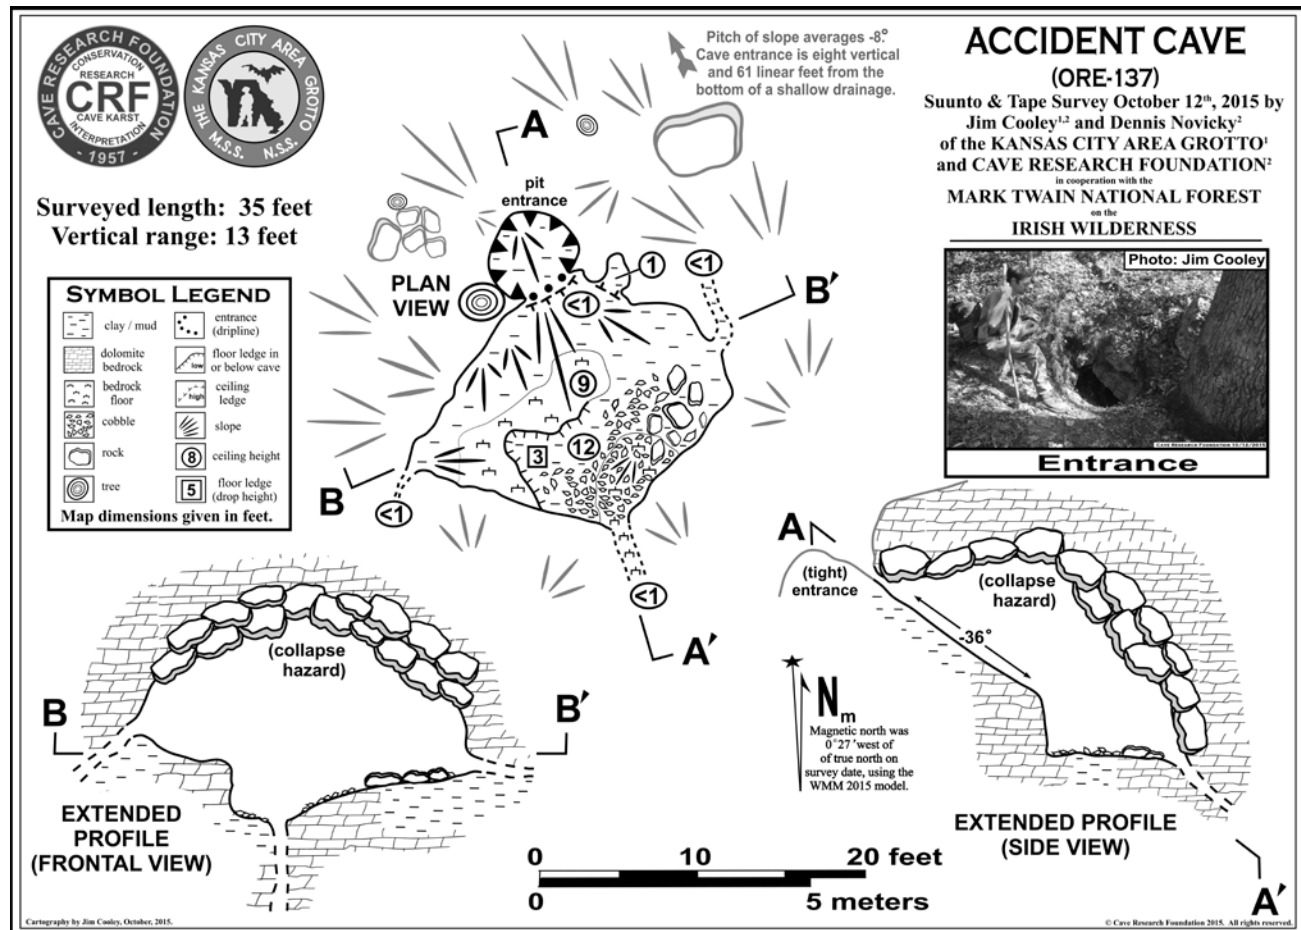 CAVE RESEARCH FOUNDATION
CONSERVATION
RESEARCH
CRF
CAVE KARST
INTERPRETATION
- 1957 -
THE KANSAS CITY AREA GROTTO
M.S.S. N.S.S.
Surveyed length: 35 feet
Vertical range: 13 feet
Pitch of slope averages -8°.
Cave entrance is eight vertical
and 61 linear feet from the
bottom of a shallow drainage.
ACCIDENT CAVE
(ORE-137)
Suunto & Tape Survey October 12th, 2015 by
Jim Cooley1,2 and Dennis Novicky2
of the KANSAS CITY AREA GROTTO1
and CAVE RESEARCH FOUNDATION2
in cooperation with the
MARK TWAIN NATIONAL FOREST
on the
IRISH WILDERNESS
Photo: Jim Cooley
Cave Research Foundation 10/12/2015
Entrance
SYMBOL LEGEND
clay / mud
entrance
(dripline)
dolomite
bedrock
low
floor ledge in
or below cave
bedrock
floor
high
ceiling
ledge
cobble
slope
rock
8
ceiling height
tree
5
floor ledge
(drop height)
Map dimensions given in feet.
A
pit
entrance
PLAN
VIEW
1
<1
<1
B'
9
12
3
B
<1
<1
A'
B
(collapse
hazard)
B'
EXTENDED
PROFILE
(FRONTAL VIEW)
A
(tight)
entrance
(collapse
hazard)
-36°
Nm
Magnetic north was
0°27' west of
of true north on
survey date, using the
WMM 2015 model.
EXTENDED PROFILE
(SIDE VIEW)
A'
0 10 20 feet
0 5 meters
Cartography by Jim Cooley, October, 2015.
© Cave Research Foundation 2015. All rights reserved.